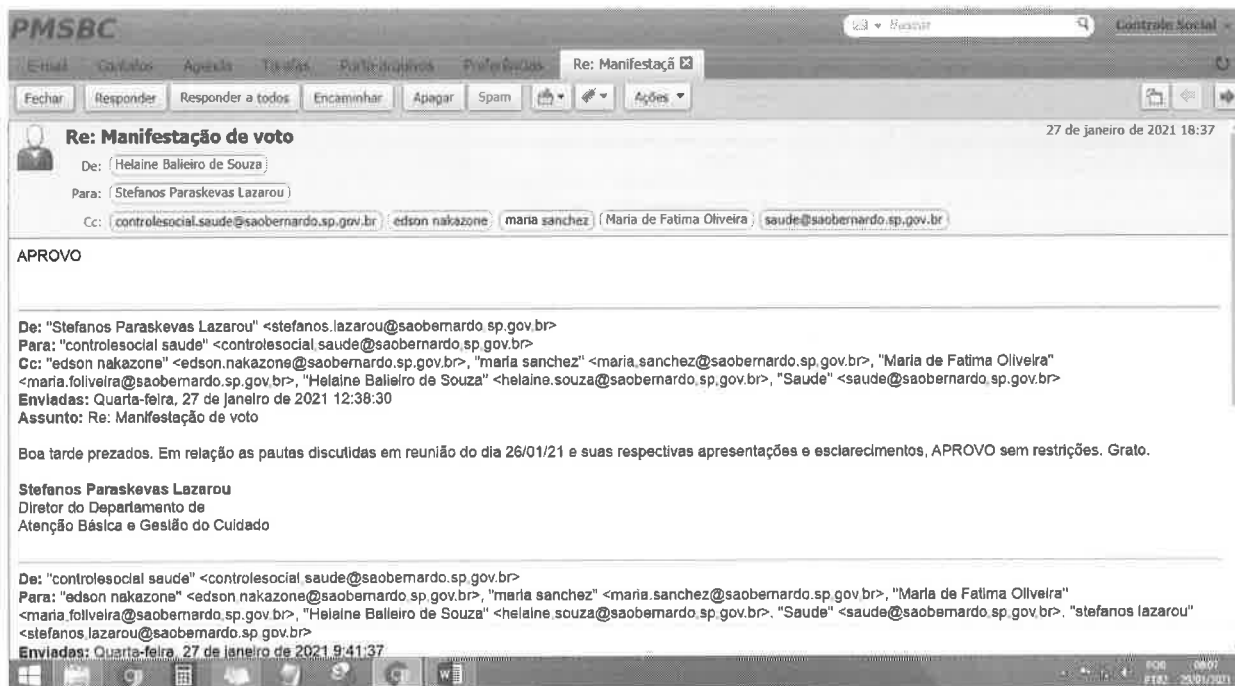 PMSBC
Buscar
Controle Social
E-mail Contatos Agenda Tarefas Porta-arquivos Preferências Re: Manifestaçã
Fechar Responder Responder a todos Encaminhar Apagar Spam Ações
Re: Manifestação de voto
27 de janeiro de 2021 18:37
De: Helaine Balieiro de Souza
Para: Stefanos Paraskevas Lazarou
Cc: controlesocial.saude@saobernardo.sp.gov.br edson nakazone maria sanchez Maria de Fatima Oliveira saude@saobernardo.sp.gov.br
APROVO
De: "Stefanos Paraskevas Lazarou" <stefanos.lazarou@saobernardo.sp.gov.br>
Para: "controlesocial saude" <controlesocial.saude@saobernardo.sp.gov.br>
Cc: "edson nakazone" <edson.nakazone@saobernardo.sp.gov.br>, "maria sanchez" <maria.sanchez@saobernardo.sp.gov.br>, "Maria de Fatima Oliveira"
<maria.foliveira@saobernardo.sp.gov.br>, "Helaine Balieiro de Souza" <helaine.souza@saobernardo.sp.gov.br>, "Saude" <saude@saobernardo.sp.gov.br>
Enviadas: Quarta-feira, 27 de janeiro de 2021 12:38:30
Assunto: Re: Manifestação de voto
Boa tarde prezados. Em relação as pautas discutidas em reunião do dia 26/01/21 e suas respectivas apresentações e esclarecimentos, APROVO sem restrições. Grato.
Stefanos Paraskevas Lazarou
Diretor do Departamento de
Atenção Básica e Gestão do Cuidado
De: "controlesocial saude" <controlesocial.saude@saobernardo.sp.gov.br>
Para: "edson nakazone" <edson.nakazone@saobernardo.sp.gov.br>, "maria sanchez" <maria.sanchez@saobernardo.sp.gov.br>, "Maria de Fatima Oliveira"
<maria.foliveira@saobernardo.sp.gov.br>, "Helaine Balieiro de Souza" <helaine.souza@saobernardo.sp.gov.br>, "Saude" <saude@saobernardo.sp.gov.br>, "stefanos lazarou"
<stefanos.lazarou@saobernardo.sp.gov.br>
Enviadas: Quarta-feira, 27 de janeiro de 2021 9:41:37
POR 08:01
PTB2 29/01/2021